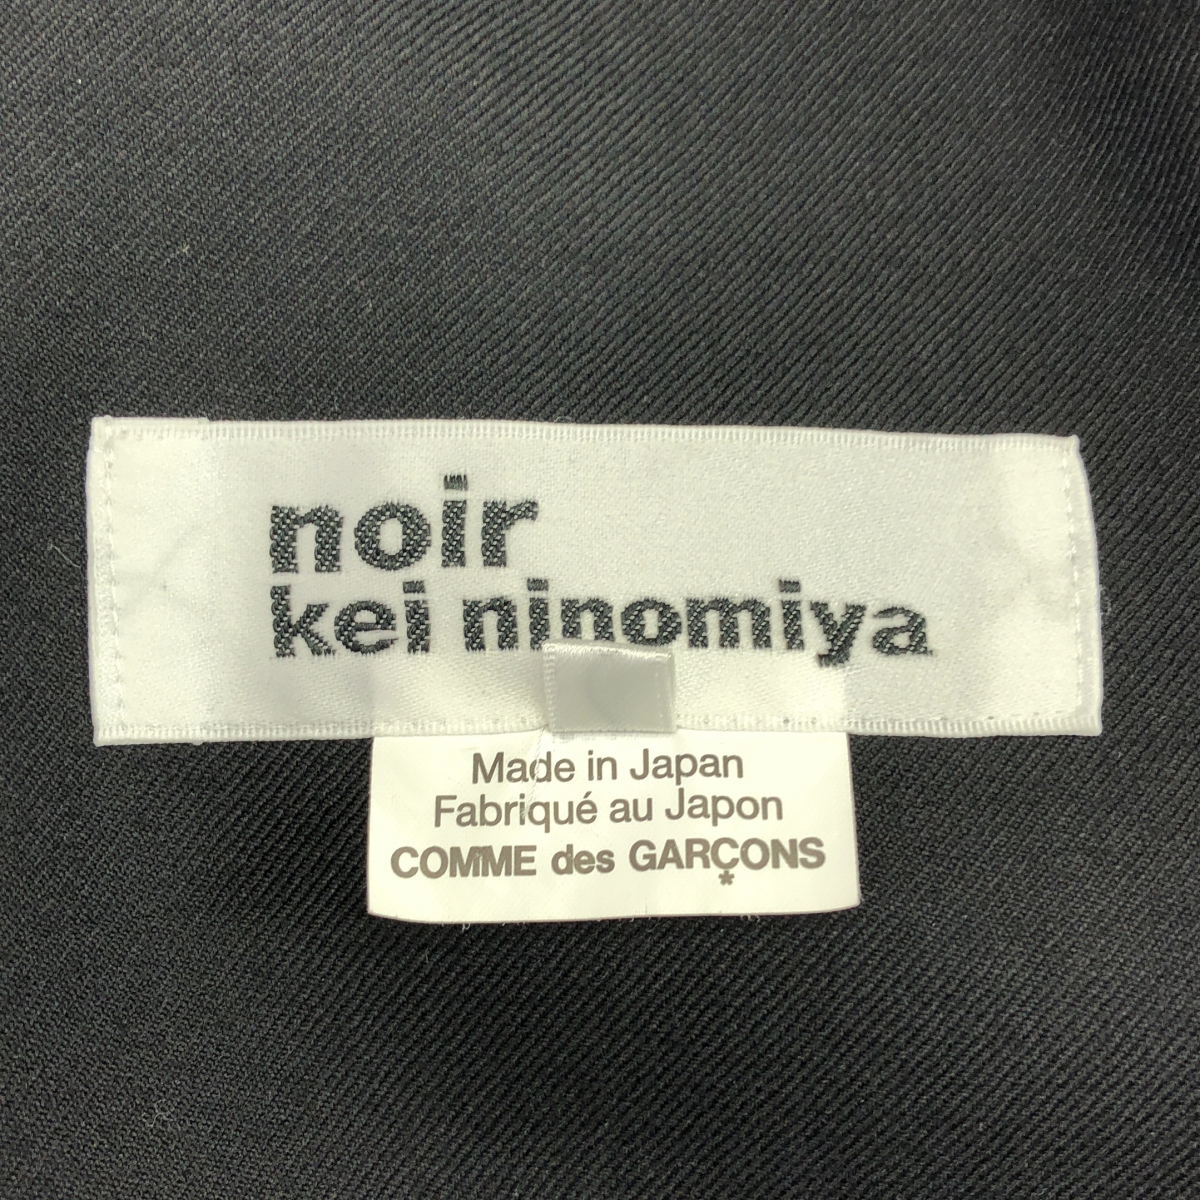 noir
kei ninomiya
Made in Japan
Fabriqué au Japon
COMME des GARÇONS
*